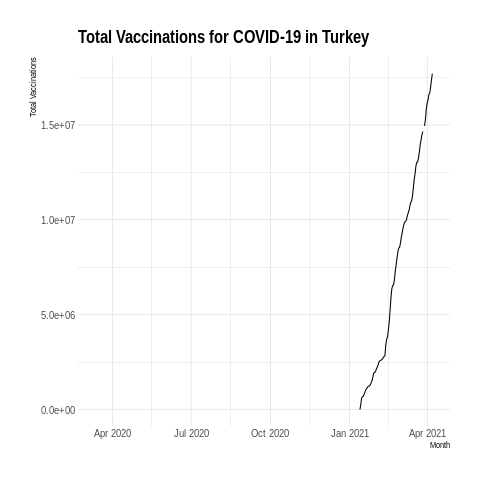 Total Vaccinations for COVID-19 in Turkey
Total Vaccinations
1.5e+07
1.0e+07
5.0e+06
0.0e+00
Apr 2020 Jul 2020 Oct 2020 Jan 2021 Apr 2021
Month